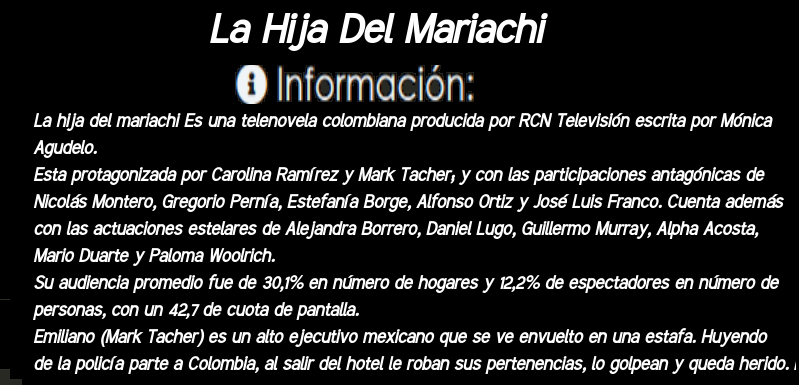 La Hija Del Mariachi
i Información:
La hija del mariachi Es una telenovela colombiana producida por RCN Televisión escrita por Mónica
Agudelo.
Esta protagonizada por Carolina Ramírez y Mark Tacher; y con las participaciones antagónicas de
Nicolás Montero, Gregorio Pernía, Estefanía Borge, Alfonso Ortiz y José Luis Franco. Cuenta además
con las actuaciones estelares de Alejandra Borrero, Daniel Lugo, Guillermo Murray, Alpha Acosta,
Mario Duarte y Paloma Woolrich.
Su audiencia promedio fue de 30,1% en número de hogares y 12,2% de espectadores en número de
personas, con un 42,7 de cuota de pantalla.
Emiliano (Mark Tacher) es un alto ejecutivo mexicano que se ve envuelto en una estafa. Huyendo
de la policía parte a Colombia, al salir del hotel le roban sus pertenencias, lo golpean y queda herido.